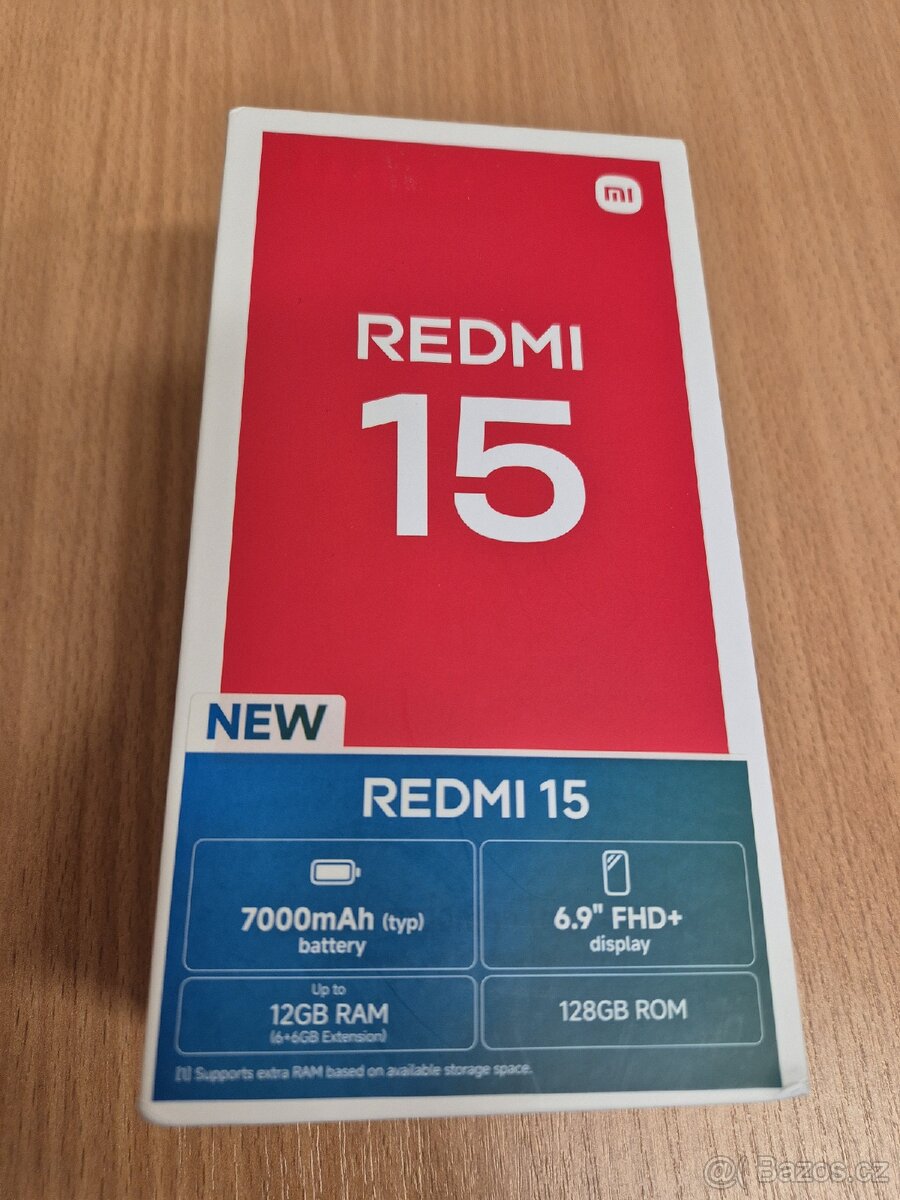 mi
REDMI
15
NEW
REDMI 15
7000mAh (typ)
battery
6.9" FHD+
display
Up to
12GB RAM
(6+6GB Extension)
128GB ROM
[1] Supports extra RAM based on available storage space.
@ Bazos.cz